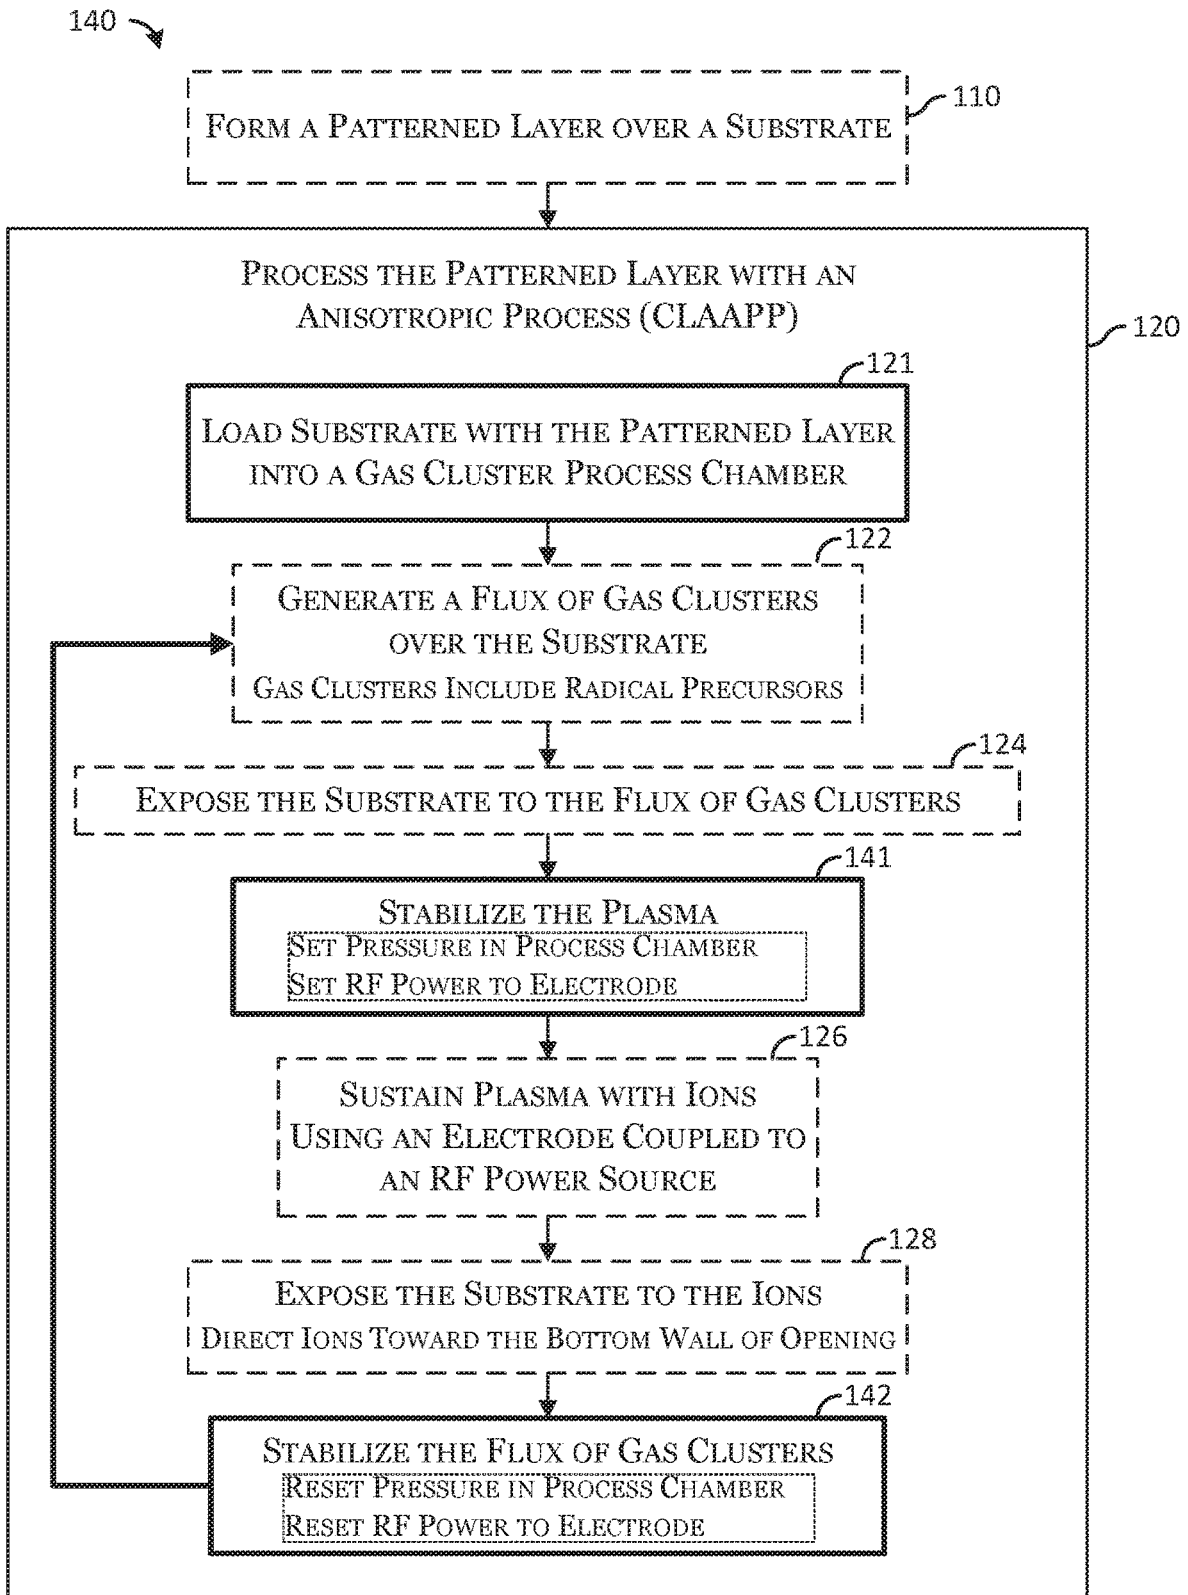 140
110
FORM A PATTERNED LAYER OVER A SUBSTRATE
PROCESS THE PATTERNED LAYER WITH AN
ANISOTROPIC PROCESS (CLAAPP)
120
121
LOAD SUBSTRATE WITH THE PATTERNED LAYER
INTO A GAS CLUSTER PROCESS CHAMBER
122
GENERATE A FLUX OF GAS CLUSTERS
OVER THE SUBSTRATE
GAS CLUSTERS INCLUDE RADICAL PRECURSORS
124
EXPOSE THE SUBSTRATE TO THE FLUX OF GAS CLUSTERS
141
STABILIZE THE PLASMA
SET PRESSURE IN PROCESS CHAMBER
SET RF POWER TO ELECTRODE
126
SUSTAIN PLASMA WITH IONS
USING AN ELECTRODE COUPLED TO
AN RF POWER SOURCE
128
EXPOSE THE SUBSTRATE TO THE IONS
DIRECT IONS TOWARD THE BOTTOM WALL OF OPENING
142
STABILIZE THE FLUX OF GAS CLUSTERS
RESET PRESSURE IN PROCESS CHAMBER
RESET RF POWER TO ELECTRODE